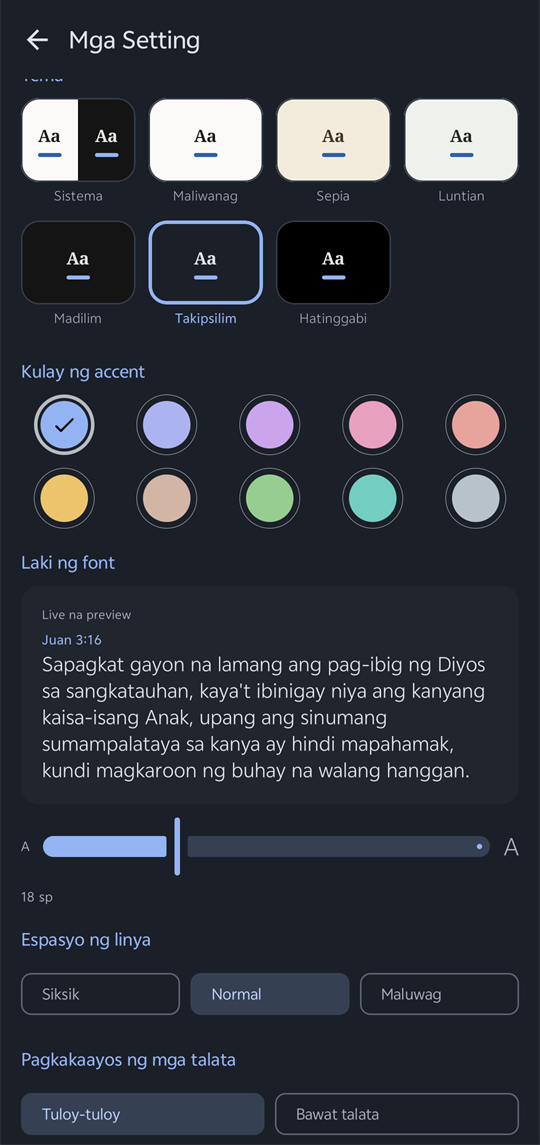 Mga Setting
Tema
Aa Aa Aa Aa Aa
Sistema Maliwanag Sepia Luntian
Aa Aa Aa
Madilim Takipsilim Hatinggabi
Kulay ng accent
Laki ng font
Live na preview
Juan 3:16
Sapagkat gayon na lamang ang pag-ibig ng Diyos
sa sangkatauhan, kaya't ibinigay niya ang kanyang
kaisa-isang Anak, upang ang sinumang
sumampalataya sa kanya ay hindi mapahamak,
kundi magkaroon ng buhay na walang hanggan.
A A
18 sp
Espasyo ng linya
Siksik Normal Maluwag
Pagkakaayos ng mga talata
Tuloy-tuloy Bawat talata